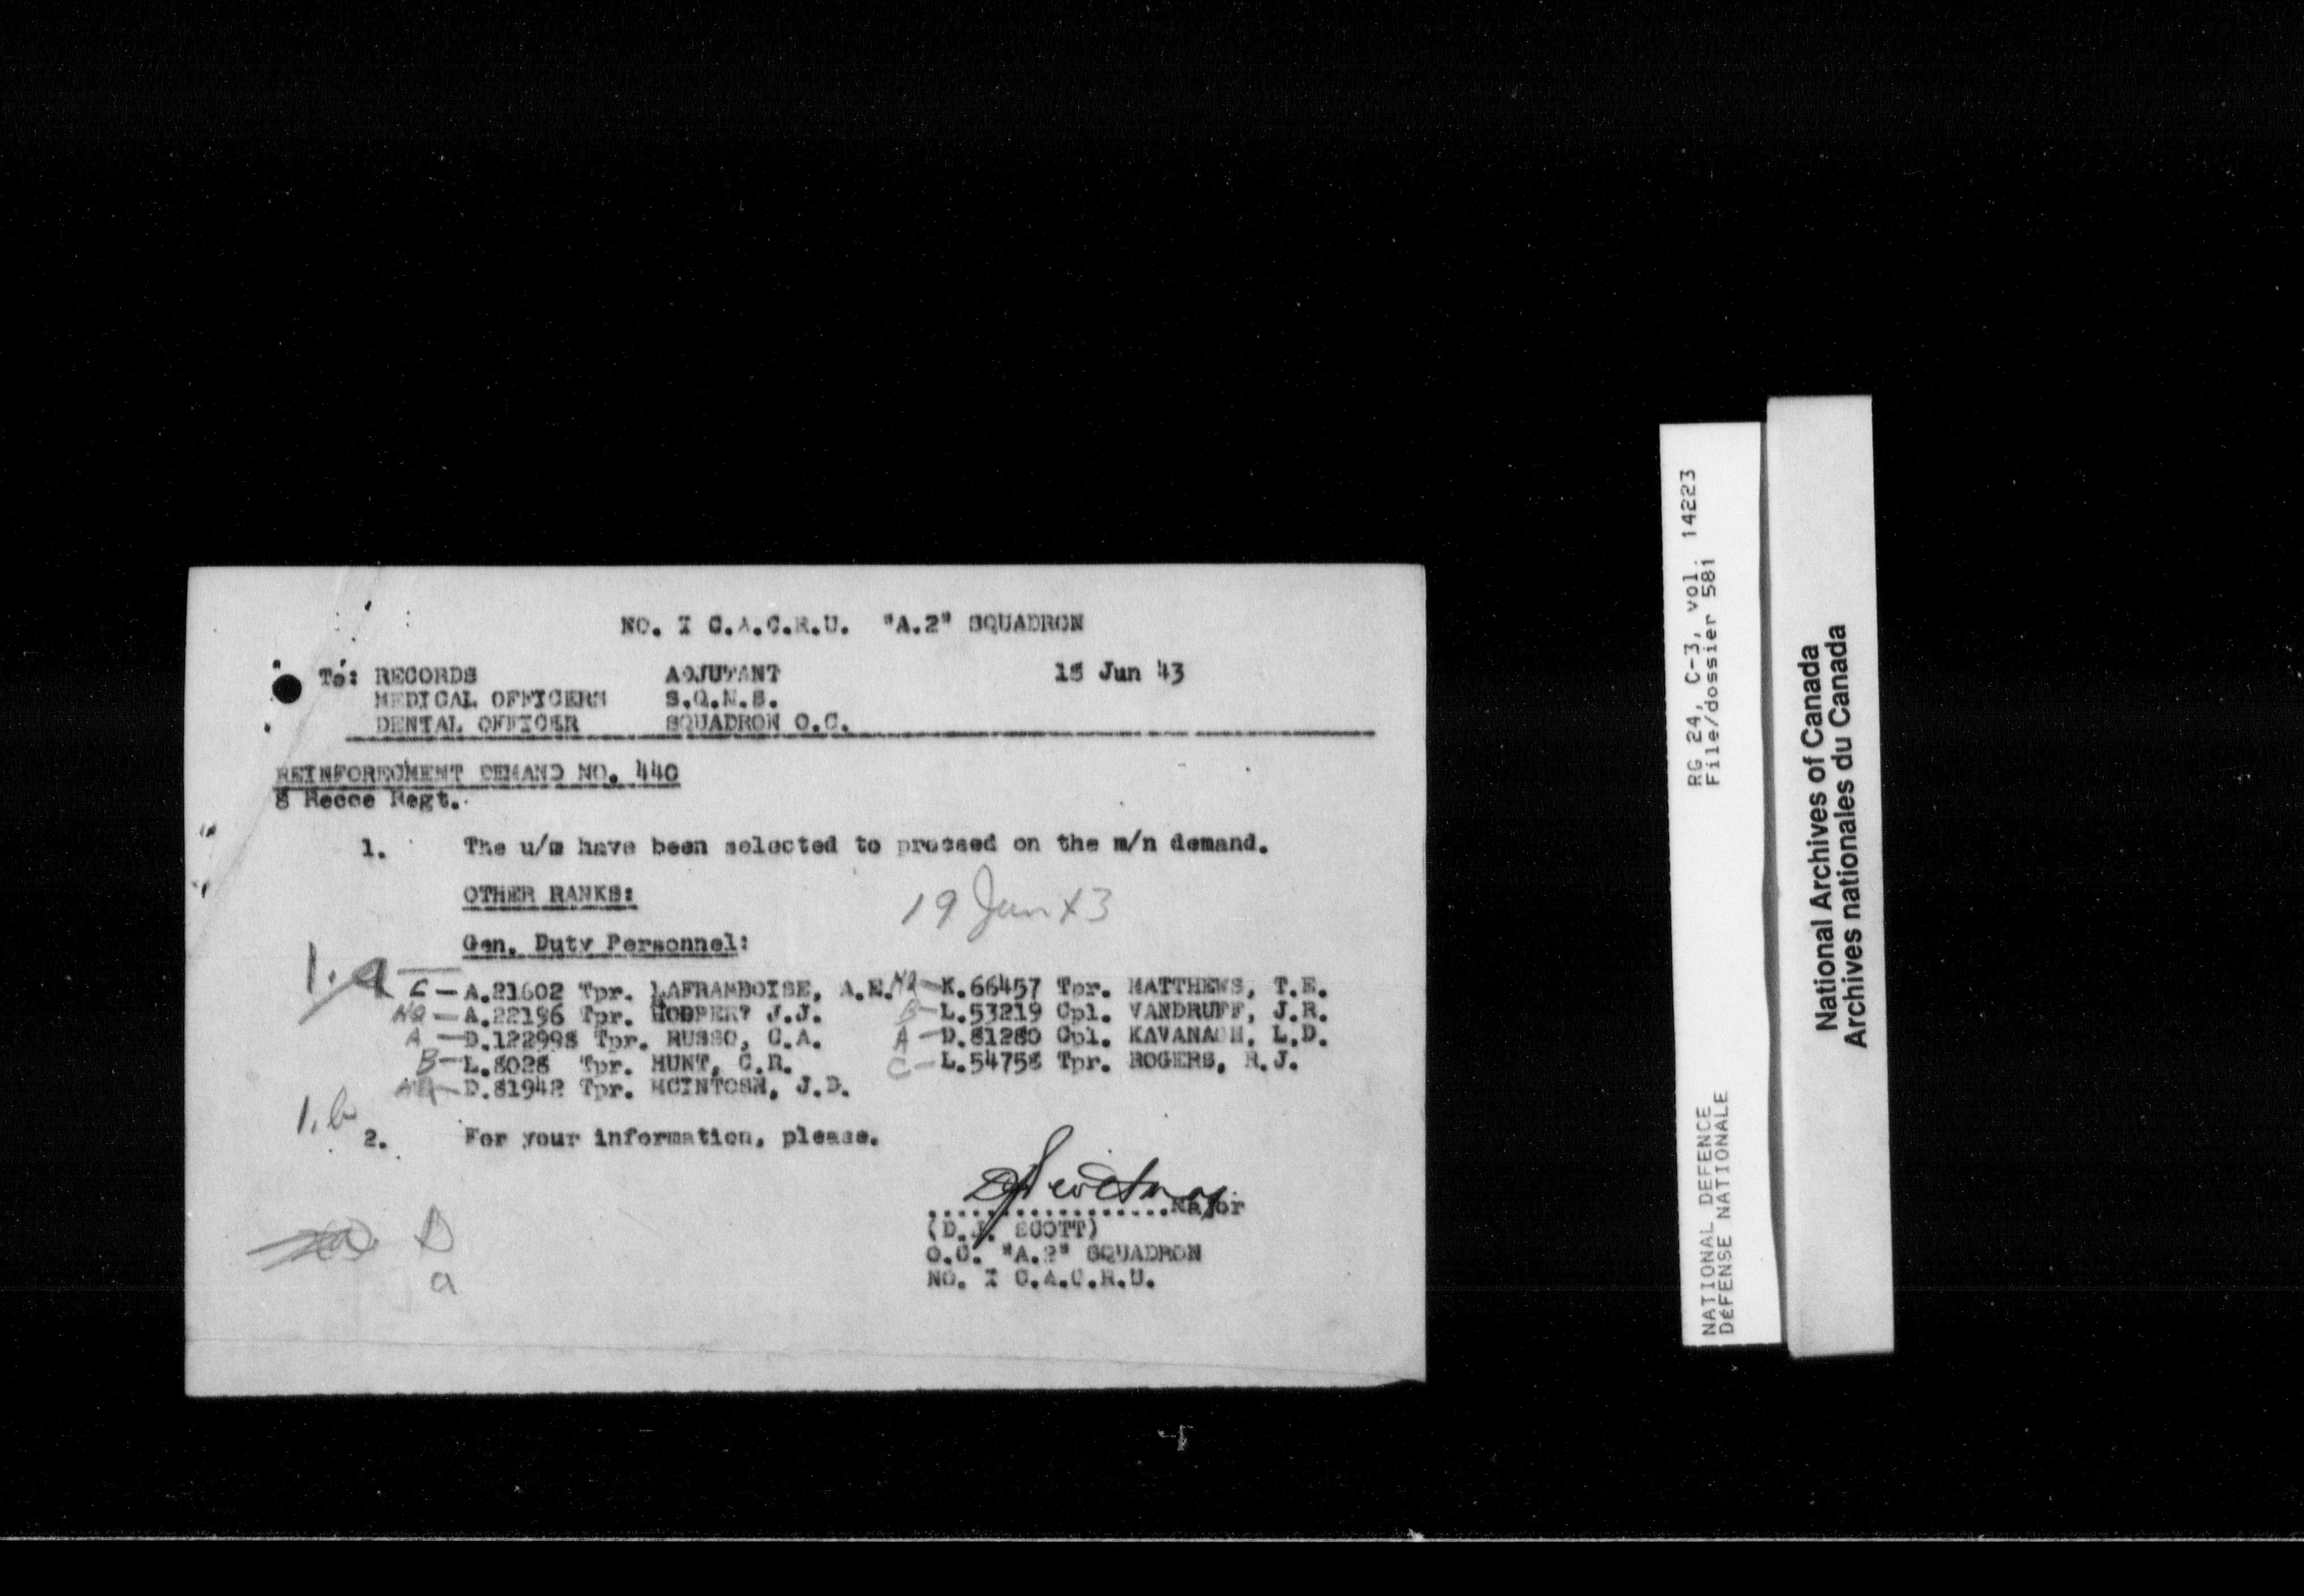 NO. I C.A.C.R.U. "A.2" SQUADRON
To: RECORDS ADJUTANT 18 Jun 43
MEDICAL OFFICERS S.Q.M.S.
DENTAL OFFICER SQUADRON O.C.
REINFORECMENT DEMAND NO. 440
8 Recce Regt.
1. The u/m have been selected to proceed on the m/n demand.
OTHER RANKS:
19 Jun 43
Gen. Duty Personnel:
1. a
C — A.21602 Tpr. LAFRAMBOISE, A.E. HQ — K.66457 Tpr. MATTHEWS, T.E.
HQ — A.22196 Tpr. J.J. B — L.53219 Cpl. VANDRUFF, J.R.
A — D.122998 Tpr. RUSSO, C.A. A — D.81280 Cpl. KAVANAGH, L.D.
B — L.8028 Tpr. HUNT, C.R. C — L.54758 Tpr. ROGERS, R.J.
HQ — D.81942 Tpr. MCINTOSH, J.D.
1. b
2. For your information, please.
..................Major
(D.J. SCOTT)
O.C. "A.2" SQUADRON
NO. I C.A.C.R.U.
B
a
RG 24, C-3, vol. 14223
File/dossier 581
NATIONAL DEFENCE
DéFENSE NATIONALE
National Archives of Canada
Archives nationales du Canada